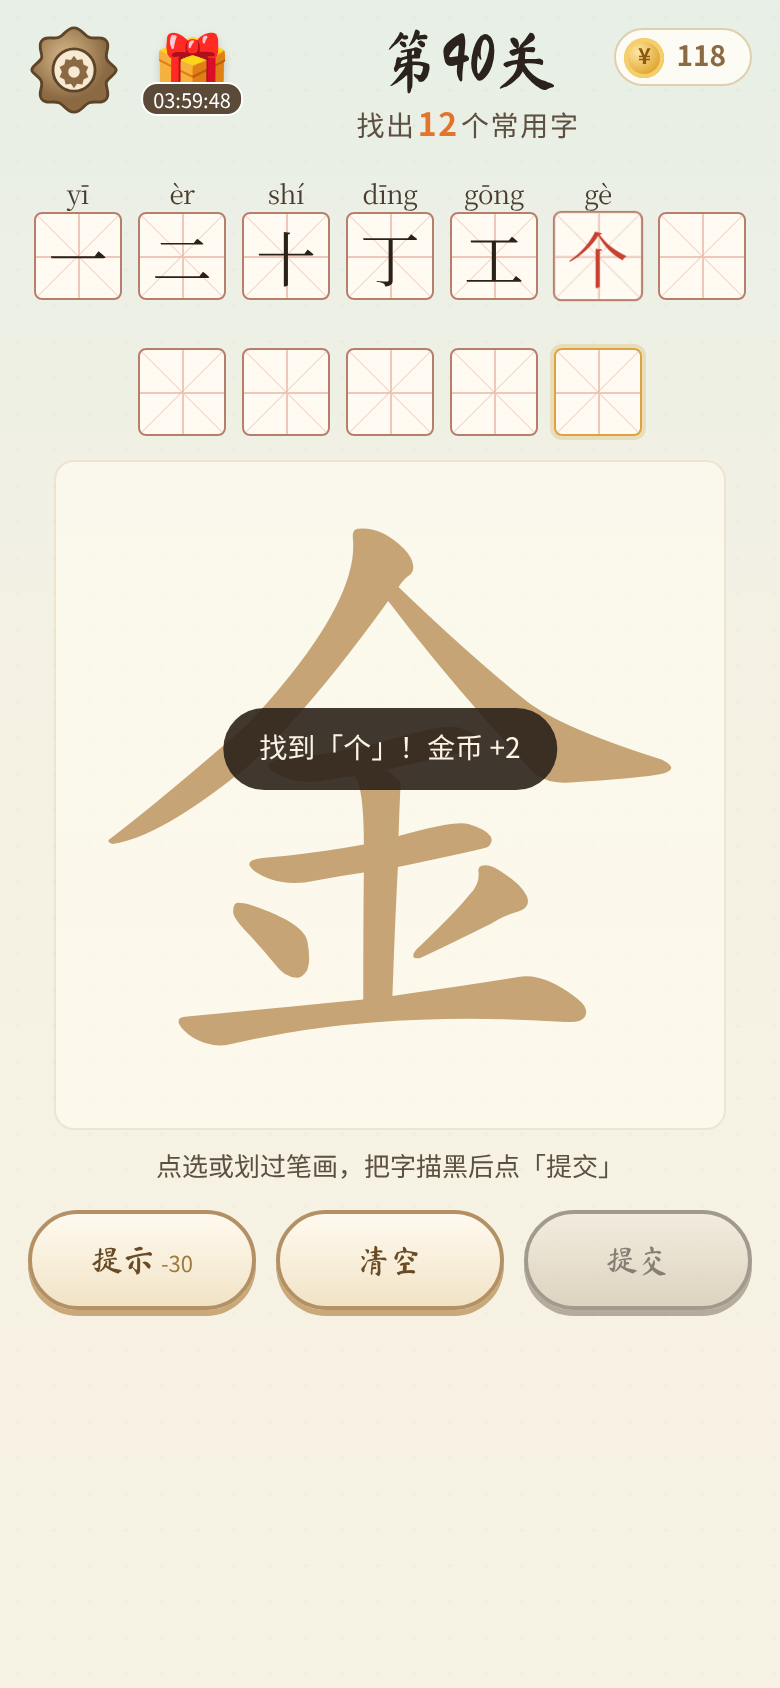 第40关
¥ 118
03:59:48
找出12个常用字
yī èr shí dīng gōng gè
一 二 十 丁 工 个
金
找到「个」！金币 +2
点选或划过笔画，把字描黑后点「提交」
提示 -30 清空 提交